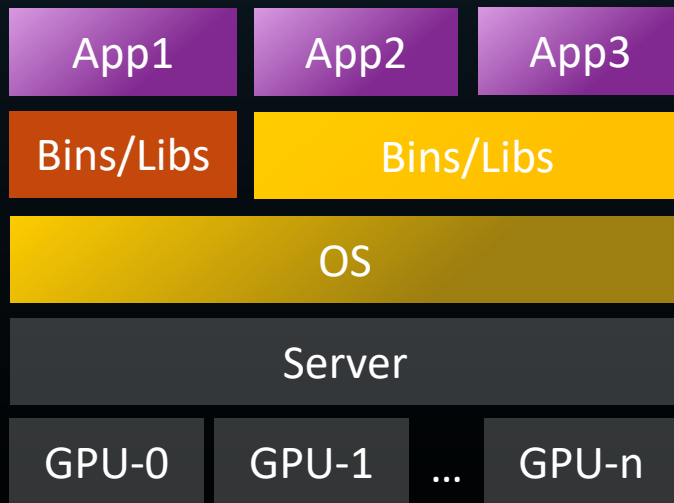 App1 App2 App3
Bins/Libs Bins/Libs
OS
Server
GPU-0 GPU-1 ... GPU-n